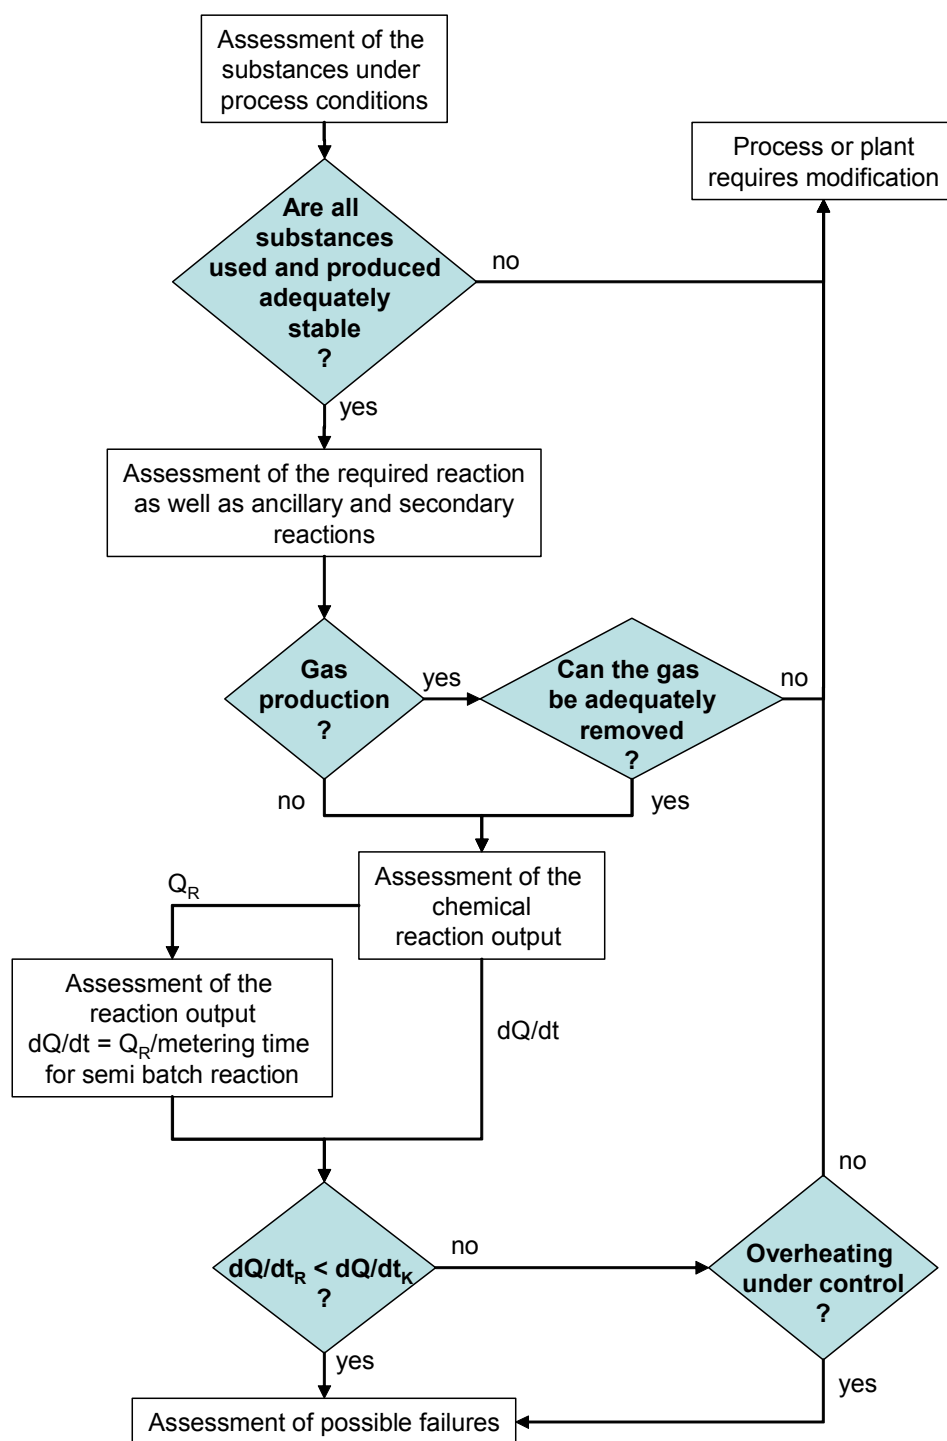 Assessment of the
substances under
process conditions
Process or plant
requires modification
Are all
substances
used and produced
adequately
stable
?
no
yes
Assessment of the required reaction
as well as ancillary and secondary
reactions
Gas
production
?
yes
Can the gas
be adequately
removed
?
no
no
yes
Assessment of the
chemical
reaction output
Q_R
Assessment of the
reaction output
dQ/dt = Q_R/metering time
for semi batch reaction
dQ/dt
dQ/dt_R < dQ/dt_K
?
no
no
Overheating
under control
?
yes
yes
Assessment of possible failures